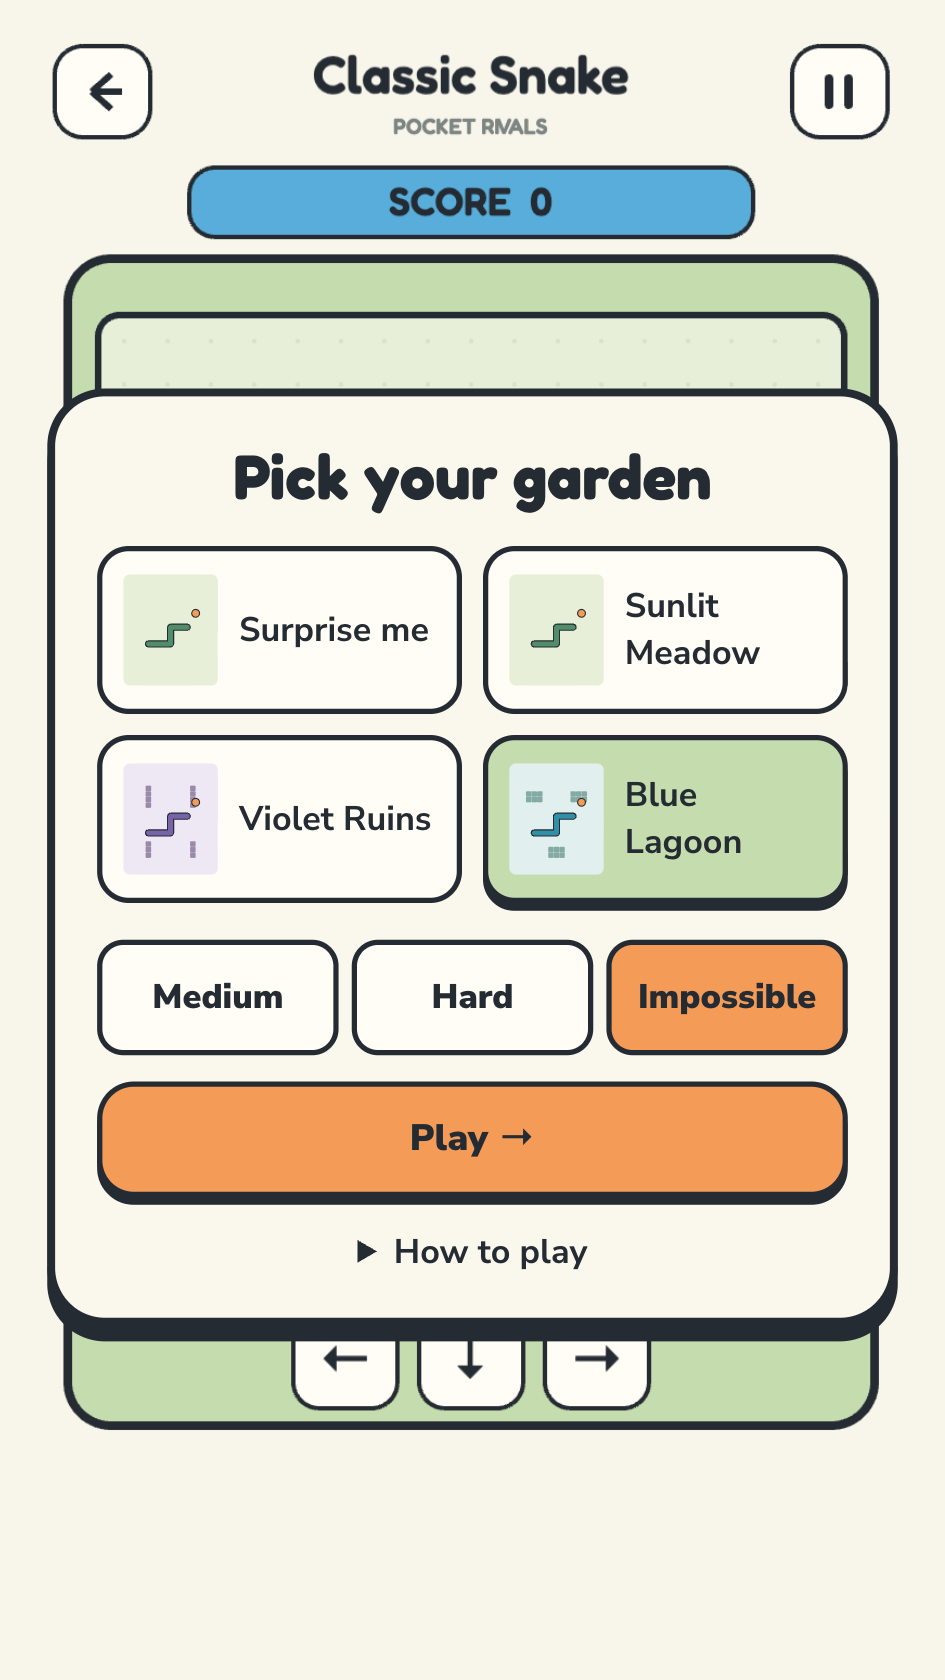 Classic Snake
POCKET RIVALS
SCORE 0
Pick your garden
Surprise me
Sunlit
Meadow
Violet Ruins
Blue
Lagoon
Medium
Hard
Impossible
Play →
▶ How to play
← ↓ →